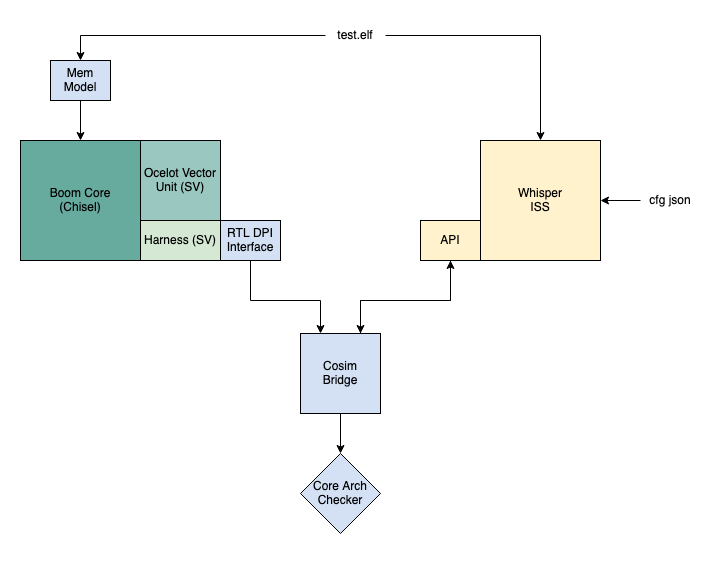 test.elf
Mem
Model
Boom Core
(Chisel)
Ocelot Vector
Unit (SV)
Harness (SV)
RTL DPI
Interface
API
Whisper
ISS
cfg json
Cosim
Bridge
Core Arch
Checker